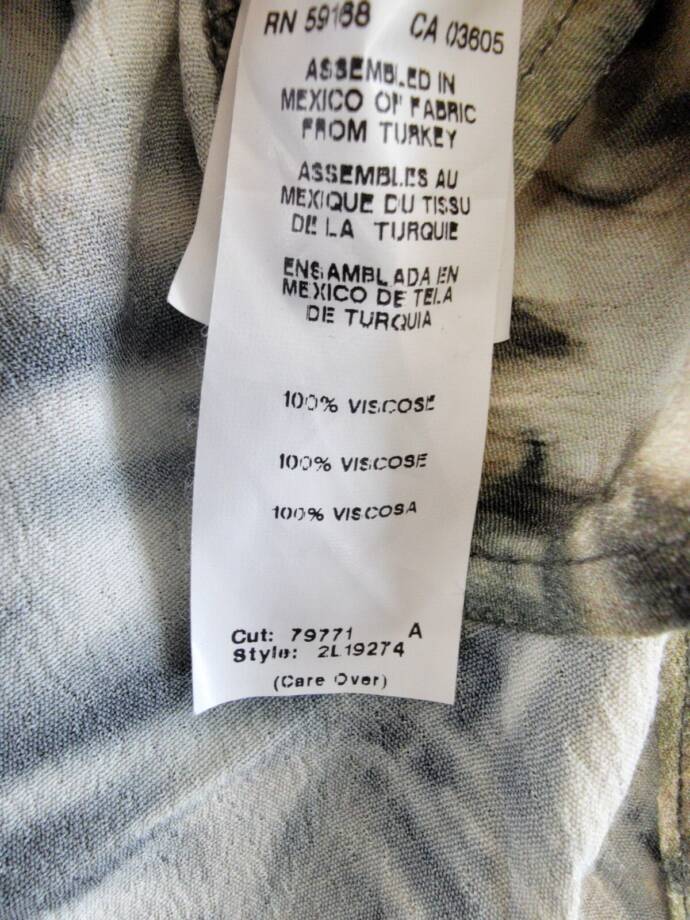 RN 59168 CA 03605
ASSEMBLED IN
MEXICO OF FABRIC
FROM TURKEY
ASSEMBLES AU
MEXIQUE DU TISSU
DE LA TURQUIE
ENSAMBLADA EN
MEXICO DE TELA
DE TURQUIA
100% VISCOSE
100% VISCOSE
100% VISCOSA
Cut: 79771 A
Style: 2L19274
(Care Over)